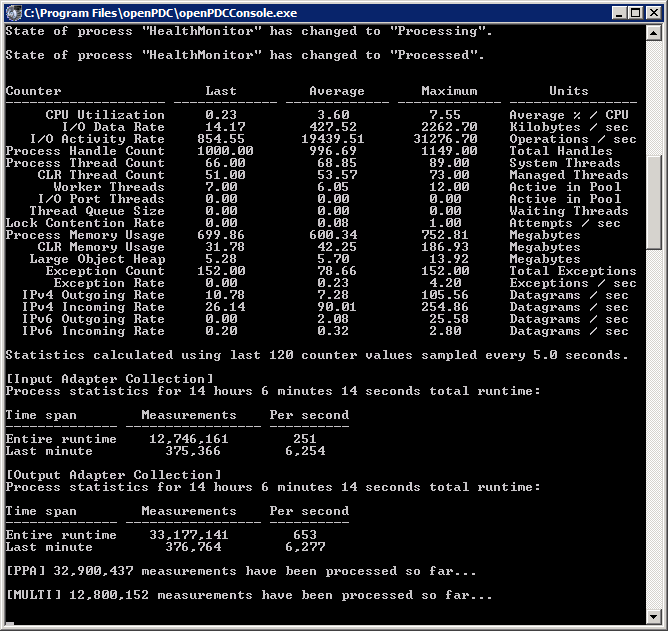 C:\Program Files\openPDC\openPDCConsole.exe
State of process "HealthMonitor" has changed to "Processing".
State of process "HealthMonitor" has changed to "Processed".
Counter Last Average Maximum Units
CPU Utilization 0.23 3.60 7.55 Average % / CPU
I/O Data Rate 14.17 427.52 2262.70 Kilobytes / sec
I/O Activity Rate 854.55 19439.51 31276.70 Operations / sec
Process Handle Count 1000.00 996.69 1149.00 Total Handles
Process Thread Count 66.00 68.85 89.00 System Threads
CLR Thread Count 51.00 53.57 73.00 Managed Threads
Worker Threads 7.00 6.05 12.00 Active in Pool
I/O Port Threads 0.00 0.00 0.00 Active in Pool
Thread Queue Size 0.00 0.00 0.00 Waiting Threads
Lock Contention Rate 0.00 0.08 1.00 Attempts / sec
Process Memory Usage 699.86 600.34 752.81 Megabytes
CLR Memory Usage 31.78 42.25 186.93 Megabytes
Large Object Heap 5.28 5.70 13.92 Megabytes
Exception Count 152.00 78.66 152.00 Total Exceptions
Exception Rate 0.00 0.23 4.20 Exceptions / sec
IPv4 Outgoing Rate 10.78 7.28 105.56 Datagrams / sec
IPv4 Incoming Rate 26.14 90.01 254.86 Datagrams / sec
IPv6 Outgoing Rate 0.00 2.08 25.58 Datagrams / sec
IPv6 Incoming Rate 0.20 0.32 2.80 Datagrams / sec
Statistics calculated using last 120 counter values sampled every 5.0 seconds.
[Input Adapter Collection]
Process statistics for 14 hours 6 minutes 14 seconds total runtime:
Time span Measurements Per second
Entire runtime 12,746,161 251
Last minute 375,366 6,254
[Output Adapter Collection]
Process statistics for 14 hours 6 minutes 14 seconds total runtime:
Time span Measurements Per second
Entire runtime 33,177,141 653
Last minute 376,764 6,277
[PPA] 32,900,437 measurements have been processed so far...
[MULTI] 12,800,152 measurements have been processed so far...